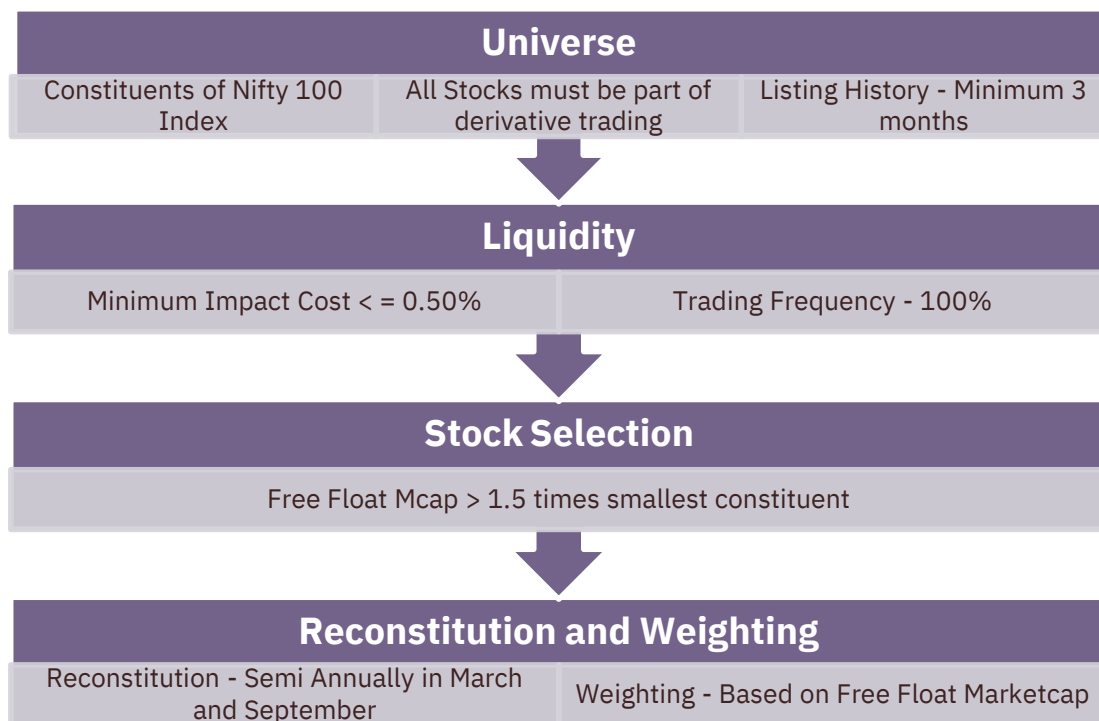 Universe
Constituents of Nifty 100
Index
All Stocks must be part of
derivative trading
Listing History - Minimum 3
months
Liquidity
Minimum Impact Cost < = 0.50%
Trading Frequency - 100%
Stock Selection
Free Float Mcap > 1.5 times smallest constituent
Reconstitution and Weighting
Reconstitution - Semi Annually in March
and September
Weighting - Based on Free Float Marketcap